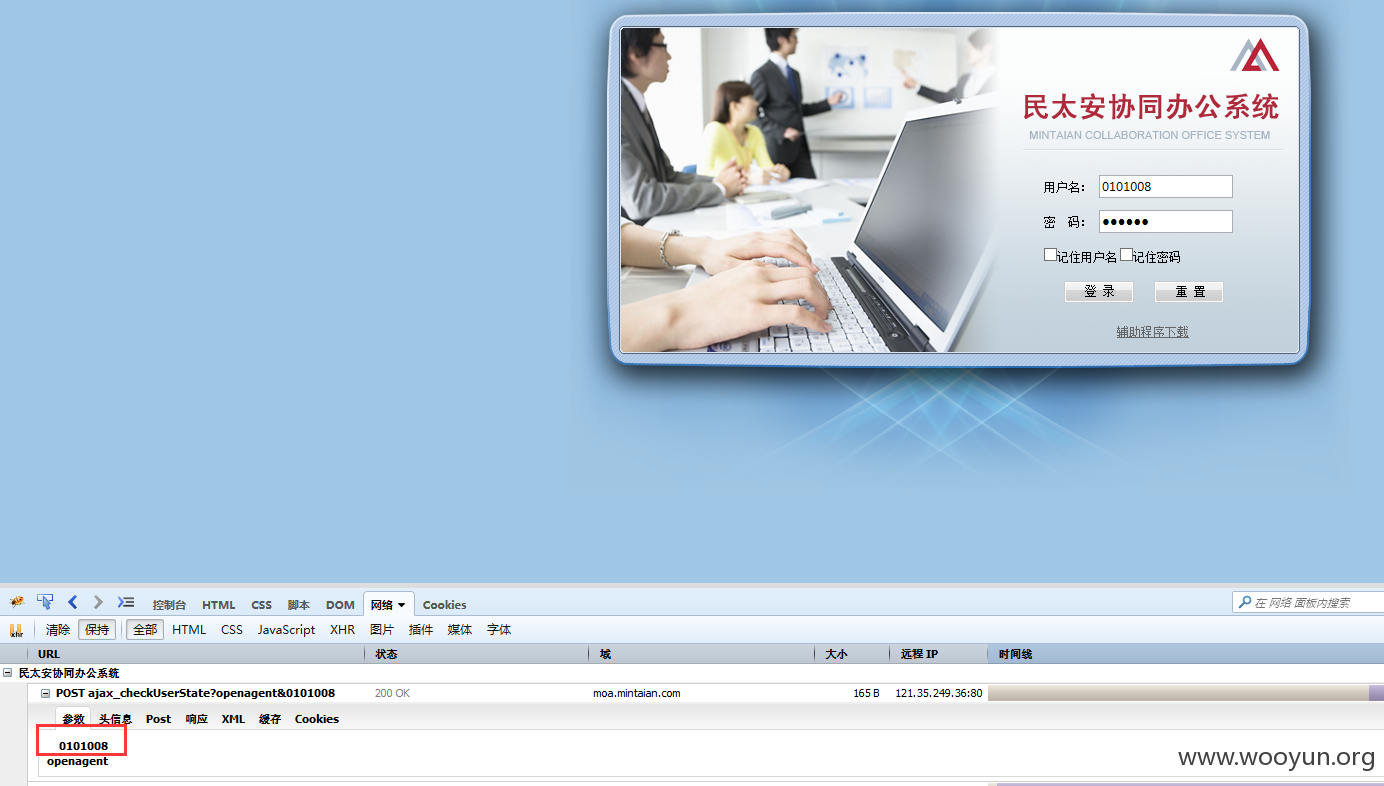 民太安协同办公系统
MINTAIAN COLLABORATION OFFICE SYSTEM
用户名： 0101008
密 码： ●●●●●●
记住用户名 记住密码
登 录 重 置
辅助程序下载
控制台 HTML CSS 脚本 DOM 网络 Cookies
在 网络 面板内搜索
xhr 清除 保持 全部 HTML CSS JavaScript XHR 图片 插件 媒体 字体
URL 状态 域 大小 远程 IP 时间线
民太安协同办公系统
POST ajax_checkUserState?openagent&0101008 200 OK moa.mintaian.com 165 B 121.35.249.36:80
参数 头信息 Post 响应 XML 缓存 Cookies
0101008
openagent
www.wooyun.org